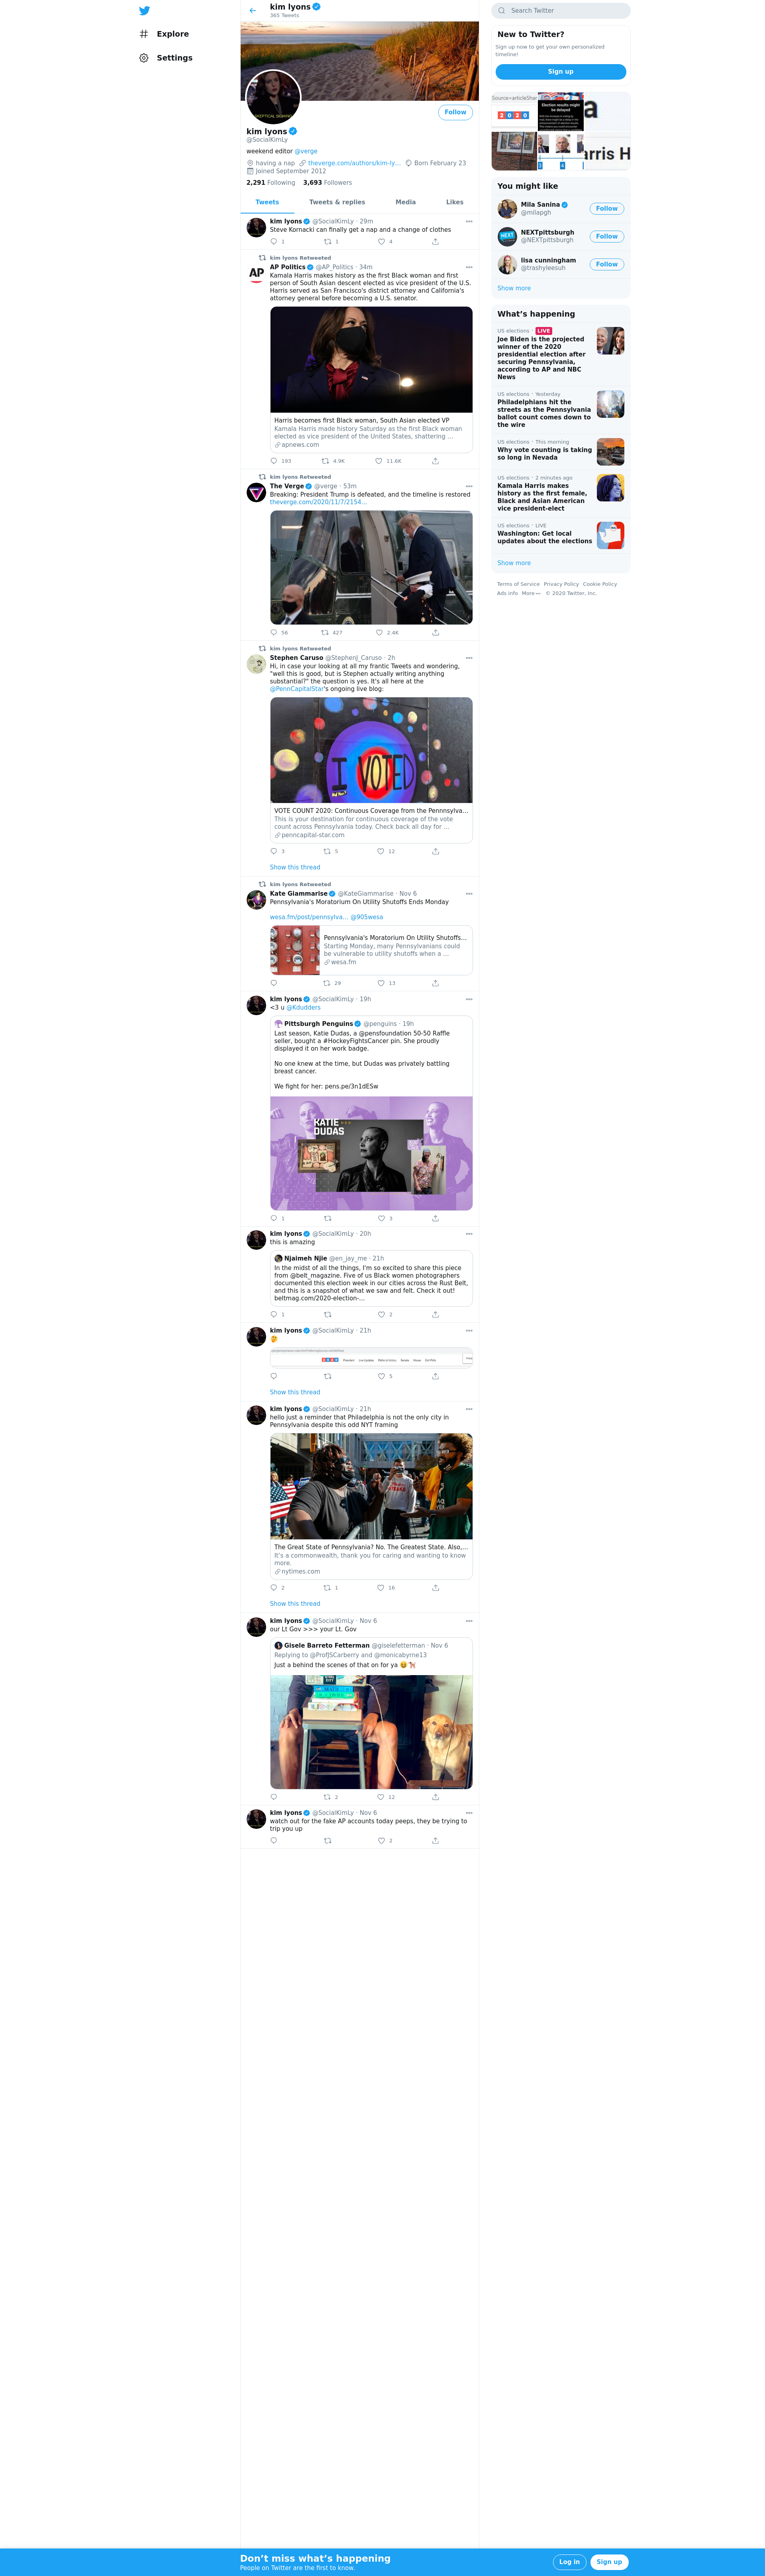 Explore
Settings
kim lyons
365 Tweets
Follow
kim lyons
@SocialKimLy
weekend editor @verge
having a nap theverge.com/authors/kim-ly… Born February 23
Joined September 2012
2,291 Following 3,693 Followers
Tweets Tweets & replies Media Likes
kim lyons @SocialKimLy · 29m
Steve Kornacki can finally get a nap and a change of clothes
1 1 4
kim lyons Retweeted
AP Politics @AP_Politics · 34m
Kamala Harris makes history as the first Black woman and first
person of South Asian descent elected as vice president of the U.S.
Harris served as San Francisco's district attorney and California's
attorney general before becoming a U.S. senator.
Harris becomes first Black woman, South Asian elected VP
Kamala Harris made history Saturday as the first Black woman
elected as vice president of the United States, shattering ...
apnews.com
193 4.9K 11.6K
kim lyons Retweeted
The Verge @verge · 53m
Breaking: President Trump is defeated, and the timeline is restored
theverge.com/2020/11/7/2154…
56 427 2.4K
kim lyons Retweeted
Stephen Caruso @StephenJ_Caruso · 2h
Hi, in case your looking at all my frantic Tweets and wondering,
"well this is good, but is Stephen actually writing anything
substantial?" the question is yes. It's all here at the
@PennCapitalStar's ongoing live blog:
I VOTED
VOTE COUNT 2020: Continuous Coverage from the Pennnsylva...
This is your destination for continuous coverage of the vote
count across Pennsylvania today. Check back all day for ...
penncapital-star.com
3 5 12
Show this thread
kim lyons Retweeted
Kate Giammarise @KateGiammarise · Nov 6
Pennsylvania's Moratorium On Utility Shutoffs Ends Monday
wesa.fm/post/pennsylva… @905wesa
Pennsylvania's Moratorium On Utility Shutoffs...
Starting Monday, many Pennsylvanians could
be vulnerable to utility shutoffs when a ...
wesa.fm
29 13
kim lyons @SocialKimLy · 19h
<3 u @Kdudders
Pittsburgh Penguins @penguins · 19h
Last season, Katie Dudas, a @pensfoundation 50-50 Raffle
seller, bought a #HockeyFightsCancer pin. She proudly
displayed it on her work badge.
No one knew at the time, but Dudas was privately battling
breast cancer.
We fight for her: pens.pe/3n1dESw
KATIE
DUDAS
1 3
kim lyons @SocialKimLy · 20h
this is amazing
Njaimeh Njie @en_jay_me · 21h
In the midst of all the things, I'm so excited to share this piece
from @belt_magazine. Five of us Black women photographers
documented this election week in our cities across the Rust Belt,
and this is a snapshot of what we saw and felt. Check it out!
beltmag.com/2020-election-…
1 2
kim lyons @SocialKimLy · 21h
🤔
2020
5
Show this thread
kim lyons @SocialKimLy · 21h
hello just a reminder that Philadelphia is not the only city in
Pennsylvania despite this odd NYT framing
The Great State of Pennsylvania? No. The Greatest State. Also,...
It's a commonwealth, thank you for caring and wanting to know
more.
nytimes.com
2 1 16
Show this thread
kim lyons @SocialKimLy · Nov 6
our Lt Gov >>> your Lt. Gov
Gisele Barreto Fetterman @giselefetterman · Nov 6
Replying to @ProfJSCarberry and @monicabyrne13
Just a behind the scenes of that on for ya
2 12
kim lyons @SocialKimLy · Nov 6
watch out for the fake AP accounts today peeps, they be trying to
trip you up
2
Search Twitter
New to Twitter?
Sign up now to get your own personalized
timeline!
Sign up
Source=articleShar
2020
Election results might
be delayed
a
arris H
3 4
You might like
Mila Sanina
@milapgh
Follow
NEXTpittsburgh
@NEXTpittsburgh
Follow
lisa cunningham
@trashyleesuh
Follow
Show more
What's happening
US elections · LIVE
Joe Biden is the projected
winner of the 2020
presidential election after
securing Pennsylvania,
according to AP and NBC
News
US elections · Yesterday
Philadelphians hit the
streets as the Pennsylvania
ballot count comes down to
the wire
US elections · This morning
Why vote counting is taking
so long in Nevada
US elections · 2 minutes ago
Kamala Harris makes
history as the first female,
Black and Asian American
vice president-elect
US elections · LIVE
Washington: Get local
updates about the elections
Show more
Terms of Service Privacy Policy Cookie Policy
Ads info More ••• © 2020 Twitter, Inc.
Don't miss what's happening
People on Twitter are the first to know.
Log in Sign up